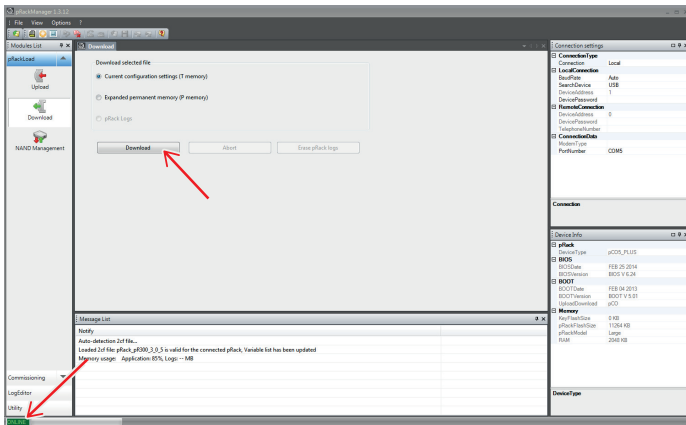 pRackManager 1.3.12
File View Options ?
Modules List
pRackLoad
Upload
Download
NAND Management
Commissioning
LogEditor
Utility
ONLINE
Download
Download selected file
Current configuration settings (T memory)
Expanded permanent memory (P memory)
pRack Logs
Download Abort Erase pRack logs
Message List
Notify
Auto-detection 2cf file...
Loaded 2cf file: pRack_pR300_3_0_5 is valid for the connected pRack, Variable list has been updated
Memory usage: Application: 85%, Logs: -- MB
Connection settings
ConnectionType
Connection Local
LocalConnection
BaudRate Auto
SearchDevice USB
DeviceAddress 1
DevicePassword
RemoteConnection
DeviceAddress 0
DevicePassword
TelephoneNumber
ConnectionData
ModemType
PortNumber COM5
Connection
Device Info
pRack
DeviceType pCO5_PLUS
BIOS
BIOSDate FEB 25 2014
BIOSVersion BIOS V 6.24
BOOT
BOOTDate FEB 04 2013
BOOTVersion BOOT V 5.01
UploadDownload pCO
Memory
KeyFlashSize 0 KB
pRackFlashSize 11264 KB
pRackModel Large
RAM 2048 KB
DeviceType